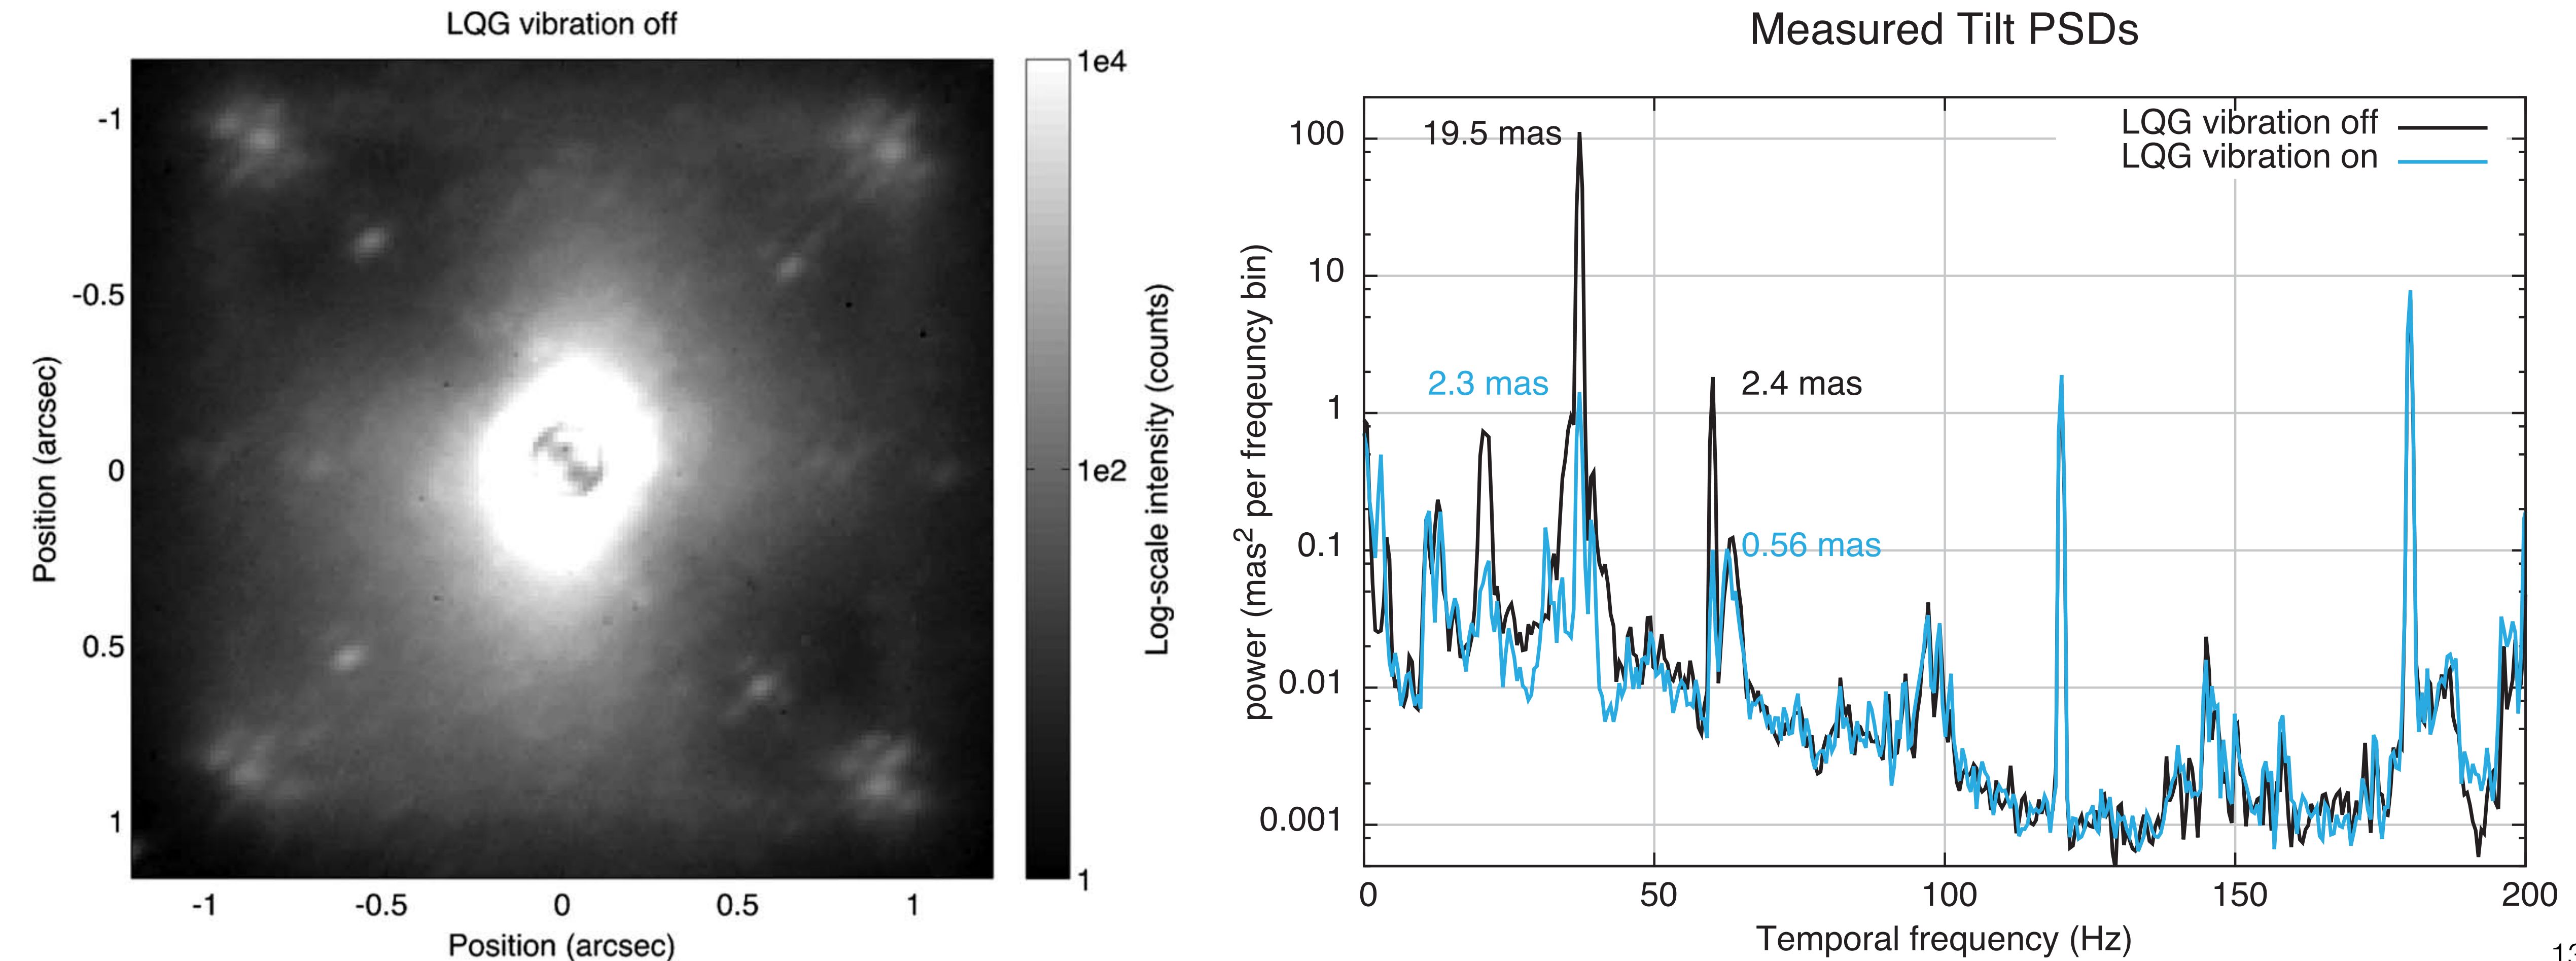 LQG vibration off
-1
-0.5
0
0.5
1
Position (arcsec)
-1
-0.5
0
0.5
1
Position (arcsec)
1e4
1e2
1
Log-scale intensity (counts)
Measured Tilt PSDs
LQG vibration off
LQG vibration on
19.5 mas
2.3 mas
2.4 mas
0.56 mas
100
10
1
0.1
0.01
0.001
power (mas² per freqeuncy bin)
0
50
100
150
200
Temporal frequency (Hz)